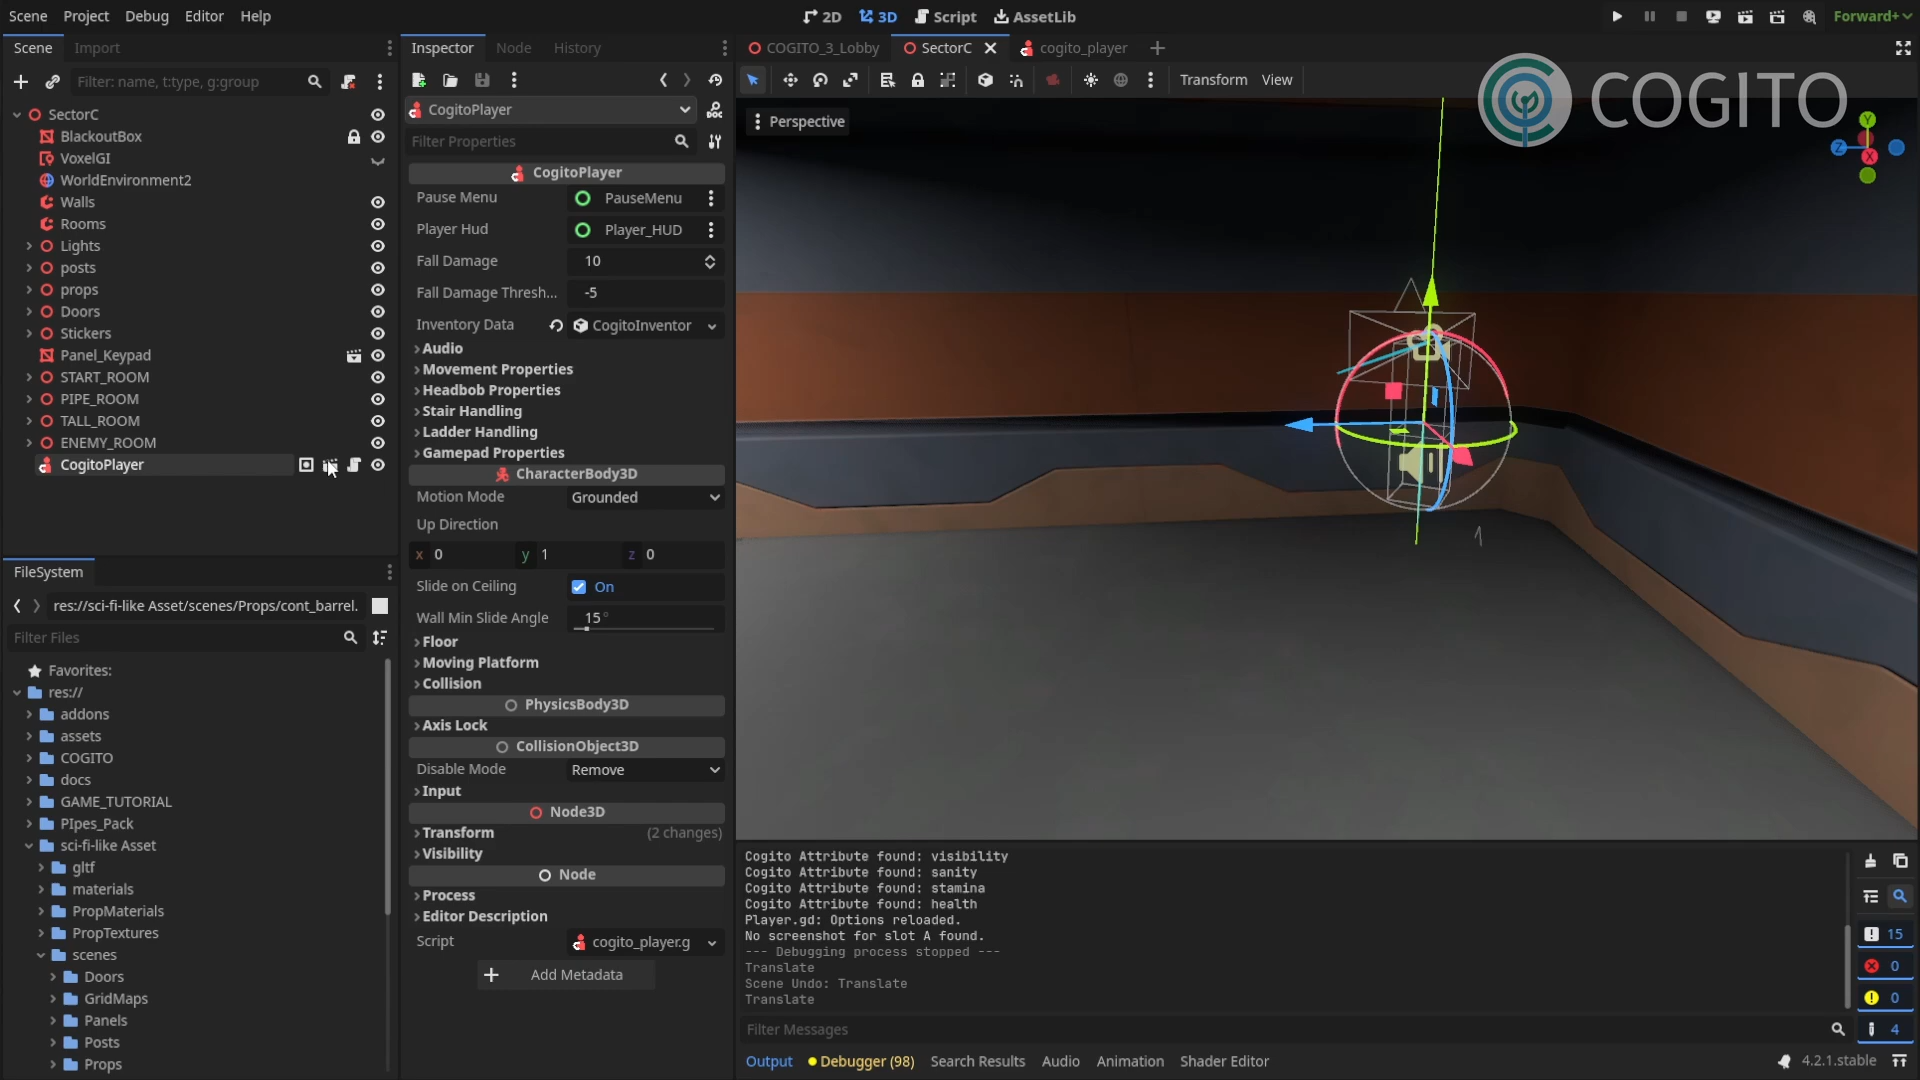 Scene Project Debug Editor Help
2D 3D Script AssetLib
Forward+
Scene Import
Filter: name, t:type, g:group
SectorC
BlackoutBox
VoxelGI
WorldEnvironment2
Walls
Rooms
Lights
posts
props
Doors
Stickers
Panel_Keypad
START_ROOM
PIPE_ROOM
TALL_ROOM
ENEMY_ROOM
CogitoPlayer
FileSystem
res://sci-fi-like Asset/scenes/Props/cont_barrel.
Filter Files
Favorites:
res://
addons
assets
COGITO
docs
GAME_TUTORIAL
PIpes_Pack
sci-fi-like Asset
gltf
materials
PropMaterials
PropTextures
scenes
Doors
GridMaps
Panels
Posts
Props
Inspector Node History
CogitoPlayer
Filter Properties
CogitoPlayer
Pause Menu PauseMenu
Player Hud Player_HUD
Fall Damage 10
Fall Damage Thresh... -5
Inventory Data CogitoInventor
Audio
Movement Properties
Headbob Properties
Stair Handling
Ladder Handling
Gamepad Properties
CharacterBody3D
Motion Mode Grounded
Up Direction
x 0 y 1 z 0
Slide on Ceiling On
Wall Min Slide Angle 15°
Floor
Moving Platform
Collision
PhysicsBody3D
Axis Lock
CollisionObject3D
Disable Mode Remove
Input
Node3D
Transform (2 changes)
Visibility
Node
Process
Editor Description
Script cogito_player.g
Add Metadata
COGITO_3_Lobby SectorC cogito_player
Transform View
Perspective
COGITO
Y
Z X
Cogito Attribute found: visibility
Cogito Attribute found: sanity
Cogito Attribute found: stamina
Cogito Attribute found: health
Player.gd: Options reloaded.
No screenshot for slot A found.
--- Debugging process stopped ---
Translate
Scene Undo: Translate
Translate
15
0
0
4
Filter Messages
Output Debugger (98) Search Results Audio Animation Shader Editor
4.2.1.stable